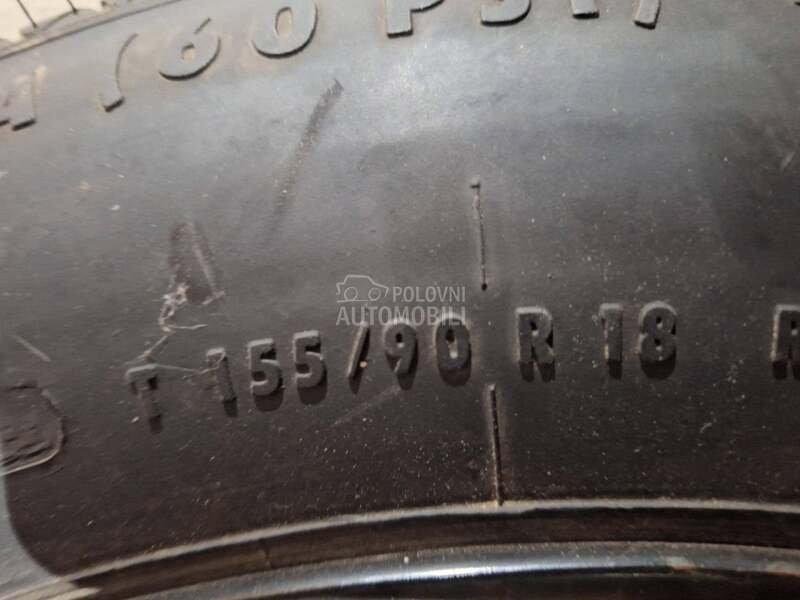 /60 PSI)
POLOVNI
AUTOMOBILI
T 155/90 R 18 R